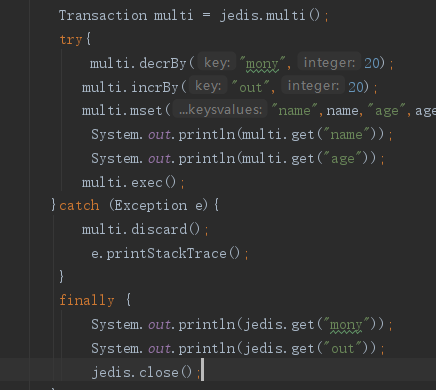 Transaction multi = jedis.multi();
try{
multi.decrBy( key: "mony", integer: 20);
multi.incrBy( key: "out", integer: 20);
multi.mset( ...keysvalues: "name",name,"age",age
System.out.println(multi.get("name"));
System.out.println(multi.get("age"));
multi.exec();
}catch (Exception e){
multi.discard();
e.printStackTrace();
}
finally {
System.out.println(jedis.get("mony"));
System.out.println(jedis.get("out"));
jedis.close();